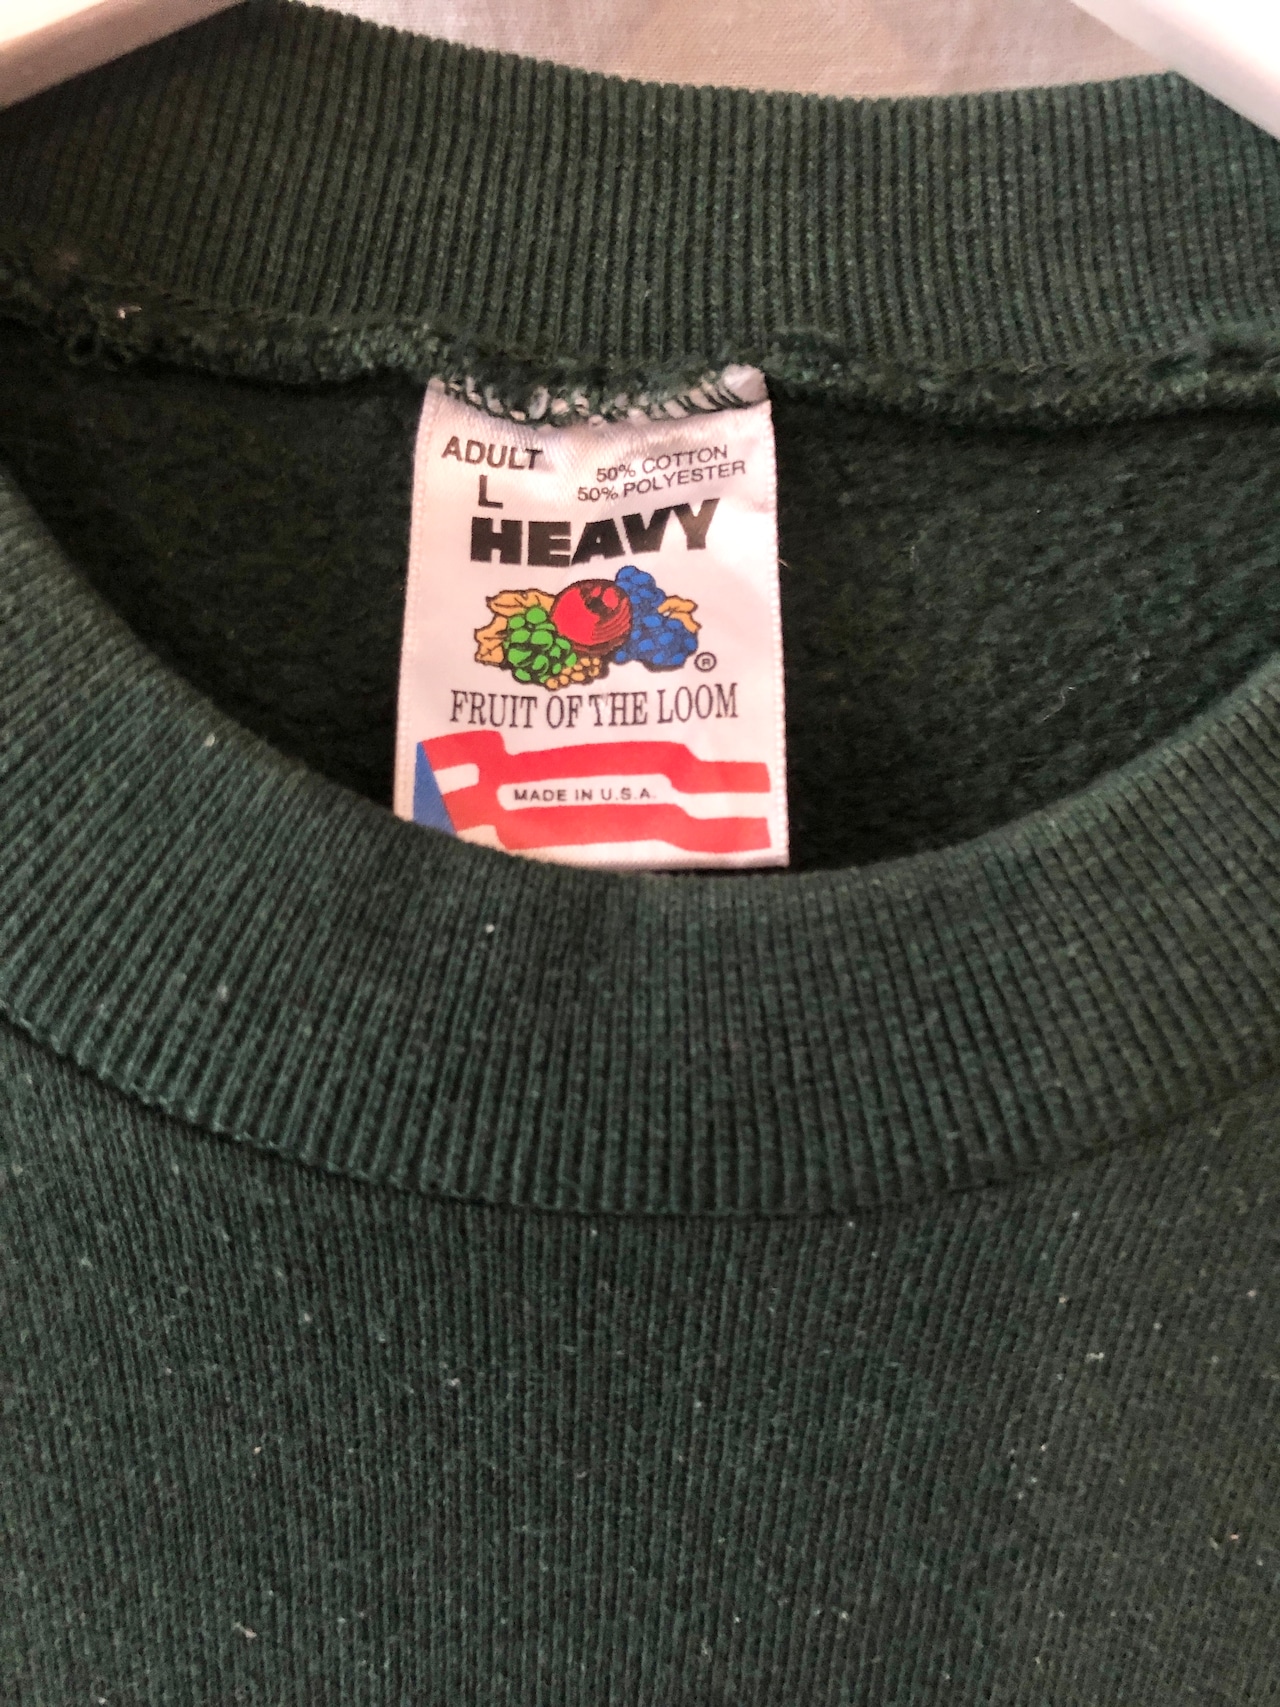 ADULT
L
50% COTTON
50% POLYESTER
HEAVY
®
FRUIT OF THE LOOM
MADE IN U.S.A.